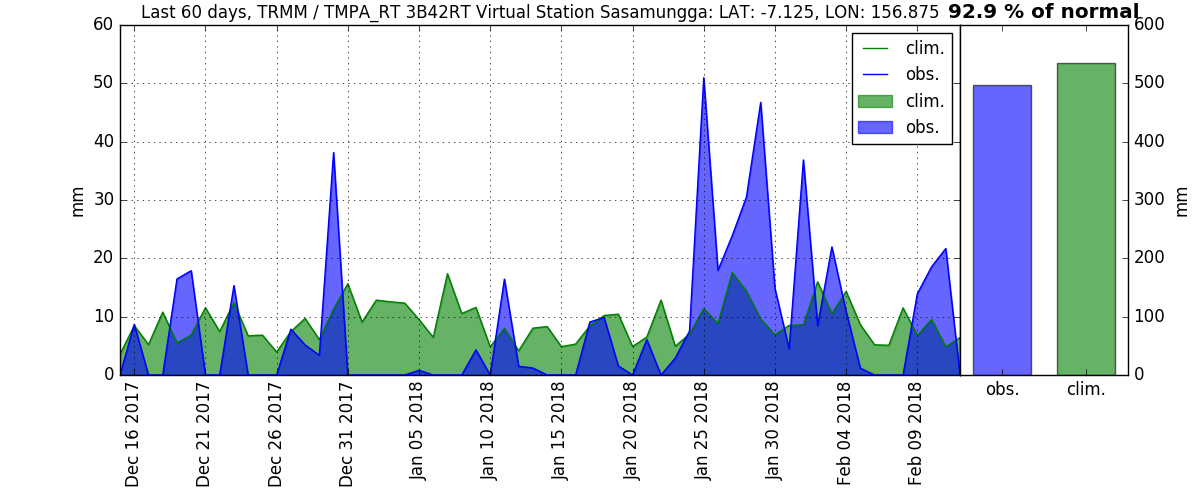 Last 60 days, TRMM / TMPA_RT 3B42RT Virtual Station Sasamungga: LAT: -7.125, LON: 156.875 92.9 % of normal
60
50
40
30
20
10
0
mm
clim.
obs.
clim.
obs.
600
500
400
300
200
100
0
mm
obs.
clim.
Dec 16 2017
Dec 21 2017
Dec 26 2017
Dec 31 2017
Jan 05 2018
Jan 10 2018
Jan 15 2018
Jan 20 2018
Jan 25 2018
Jan 30 2018
Feb 04 2018
Feb 09 2018